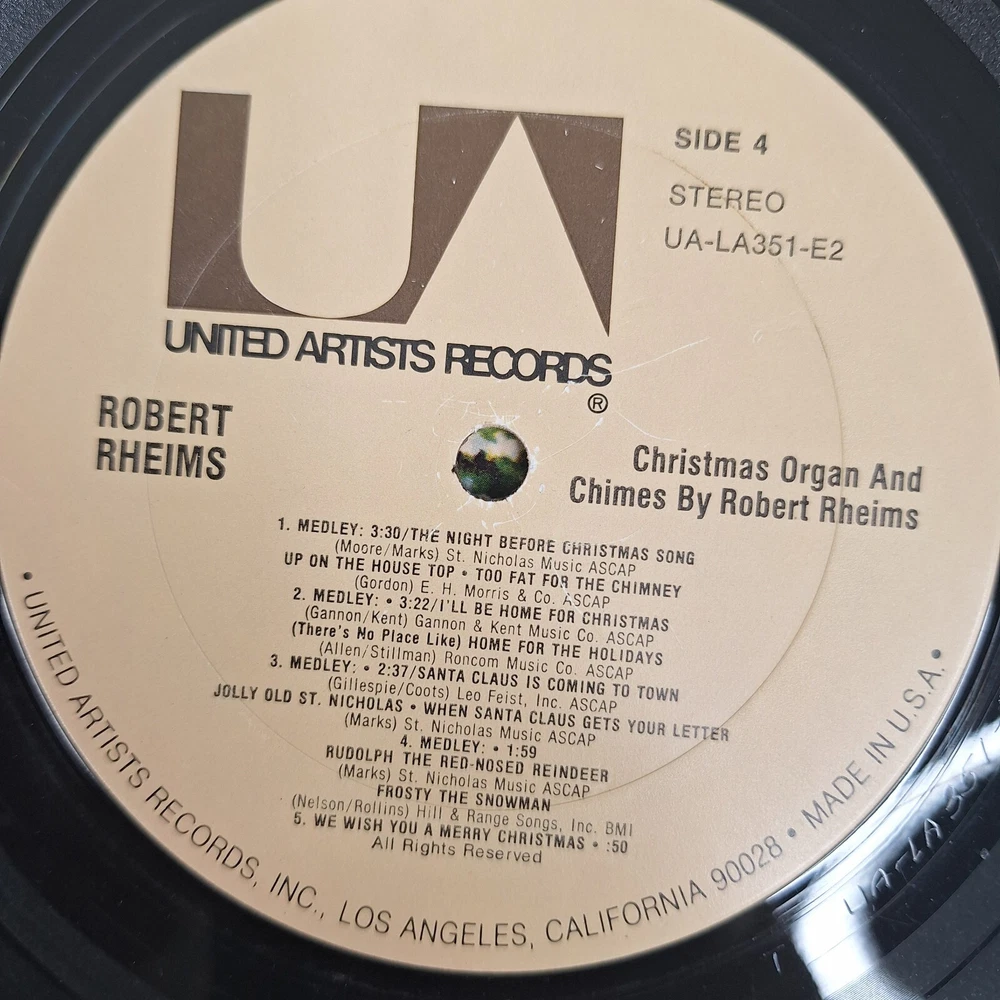 UA
SIDE 4
STEREO
UA-LA351-E2
UNITED ARTISTS RECORDS
®
ROBERT
RHEIMS
Christmas Organ And
Chimes By Robert Rheims
1. MEDLEY: 3:30/THE NIGHT BEFORE CHRISTMAS SONG
(Moore/Marks) St. Nicholas Music ASCAP
UP ON THE HOUSE TOP • TOO FAT FOR THE CHIMNEY
(Gordon) E. H. Morris & Co. ASCAP
2. MEDLEY: • 3:22/I'LL BE HOME FOR CHRISTMAS
(Gannon/Kent) Gannon & Kent Music Co. ASCAP
(There's No Place Like) HOME FOR THE HOLIDAYS
(Allen/Stillman) Roncom Music Co. ASCAP
3. MEDLEY: • 2:37/SANTA CLAUS IS COMING TO TOWN
(Gillespie/Coots) Leo Feist, Inc. ASCAP
JOLLY OLD ST. NICHOLAS • WHEN SANTA CLAUS GETS YOUR LETTER
(Marks) St. Nicholas Music ASCAP
4. MEDLEY: • 1:59
RUDOLPH THE RED-NOSED REINDEER
(Marks) St. Nicholas Music ASCAP
FROSTY THE SNOWMAN
(Nelson/Rollins) Hill & Range Songs, Inc. BMI
5. WE WISH YOU A MERRY CHRISTMAS • :50
All Rights Reserved
• UNITED ARTISTS RECORDS, INC., LOS ANGELES, CALIFORNIA 90028 • MADE IN U.S.A. •
UA-LA 351